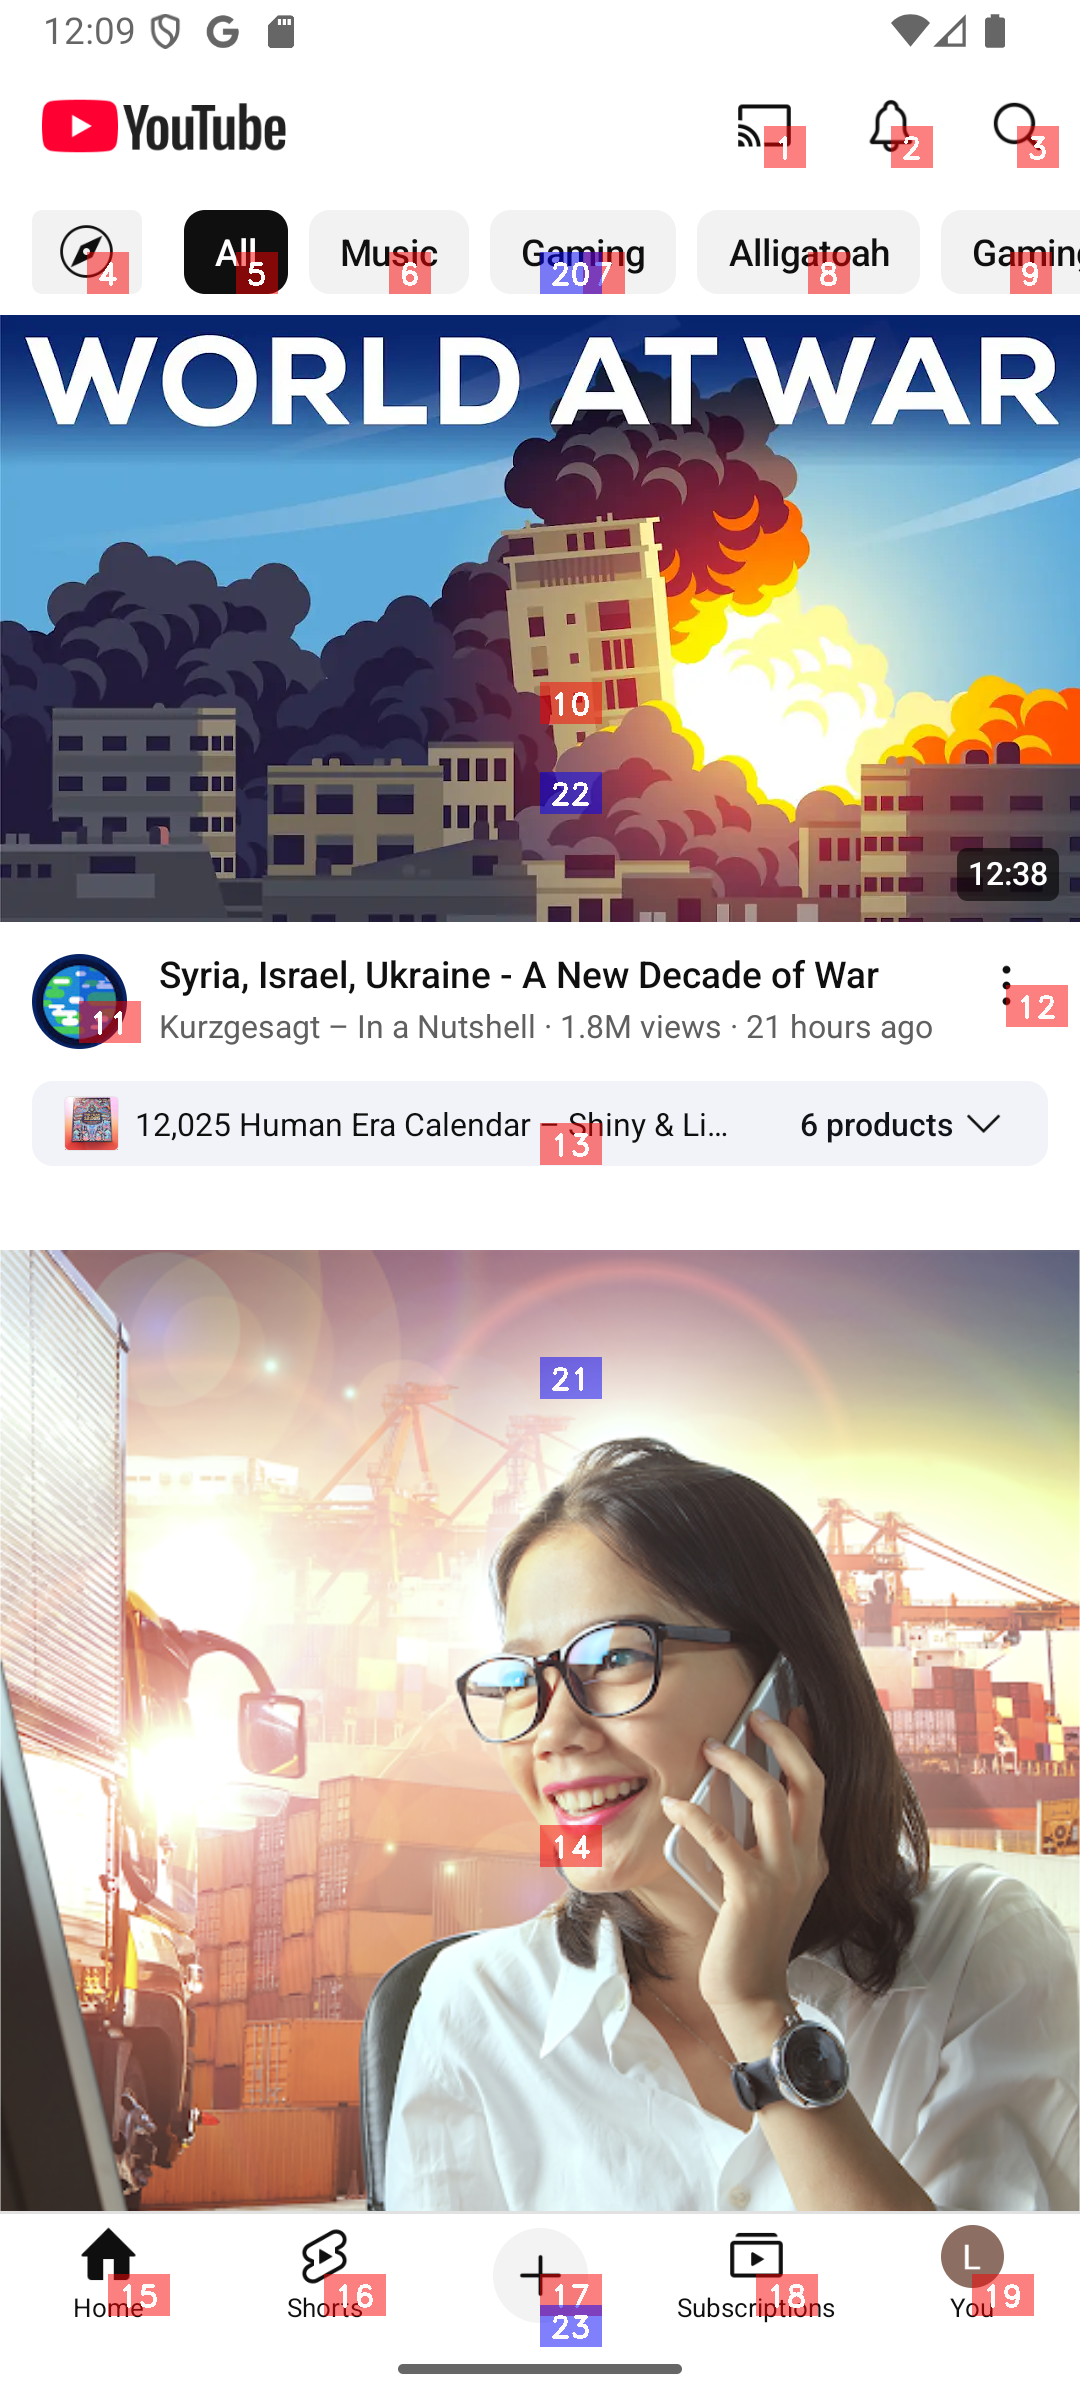 12:09
YouTube
1
2
3
All
Music
Gaming
Alligatoah
Gaming
4
5
6
20
7
8
9
WORLD AT WAR
10
22
12:38
Syria, Israel, Ukraine - A New Decade of War
Kurzgesagt – In a Nutshell · 1.8M views · 21 hours ago
11
12
12,025 Human Era Calendar – Shiny & Li...
6 products
13
21
14
L
Home
Shorts
Subscriptions
You
15
16
17
18
19
23